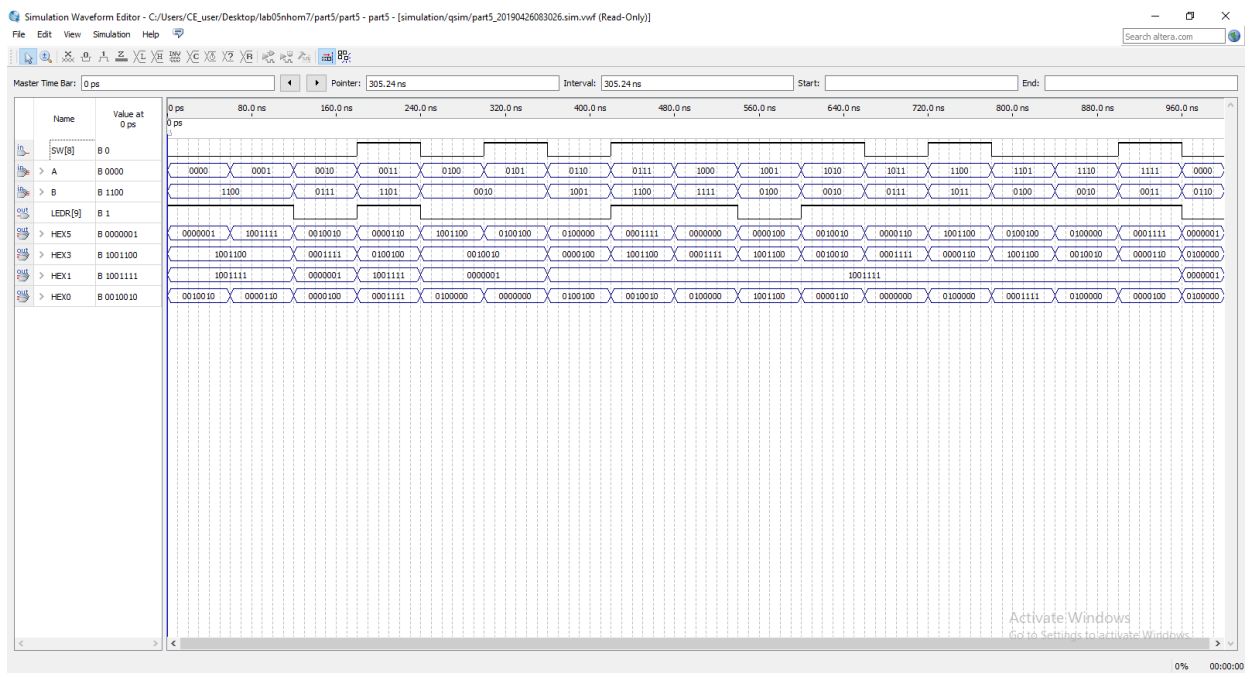 Simulation Waveform Editor - C:/Users/CE_user/Desktop/lab05nhom7/part5/part5 - part5 - [simulation/qsim/part5_20190426083026.sim.vwf (Read-Only)]
File Edit View Simulation Help
Search altera.com
Master Time Bar: 0 ps Pointer: 305.24 ns Interval: 305.24 ns Start: End:
Name Value at 0 ps
0 ps 80.0 ns 160.0 ns 240.0 ns 320.0 ns 400.0 ns 480.0 ns 560.0 ns 640.0 ns 720.0 ns 800.0 ns 880.0 ns 960.0 ns
0 ps
in SW[8] B 0
in A B 0000 0000 0001 0010 0011 0100 0101 0110 0111 1000 1001 1010 1011 1100 1101 1110 1111 0000
in B B 1100 1100 0111 1101 0010 1001 1100 1111 0100 0010 0111 1011 0100 0010 0011 0110
out LEDR[9] B 1
out HEX5 B 0000001 0000001 1001111 0010010 0000110 1001100 0100100 0100000 0001111 0000000 0000100 0010010 0000110 1001100 0100100 0100000 0001111 0000001
out HEX3 B 1001100 1001100 0001111 0100100 0010010 0000100 1001100 0001111 1001100 0010010 0001111 0000110 1001100 0010010 0000110 0100000
out HEX1 B 1001111 1001111 0000001 1001111 0000001 1001111 0000001
out HEX0 B 0010010 0010010 0000110 0000100 0001111 0100000 0000000 0100100 0010010 0100000 1001100 0000110 0000000 0100000 0001111 0100000 0000100 0100000
Activate Windows
Go to Settings to activate Windows.
0% 00:00:00